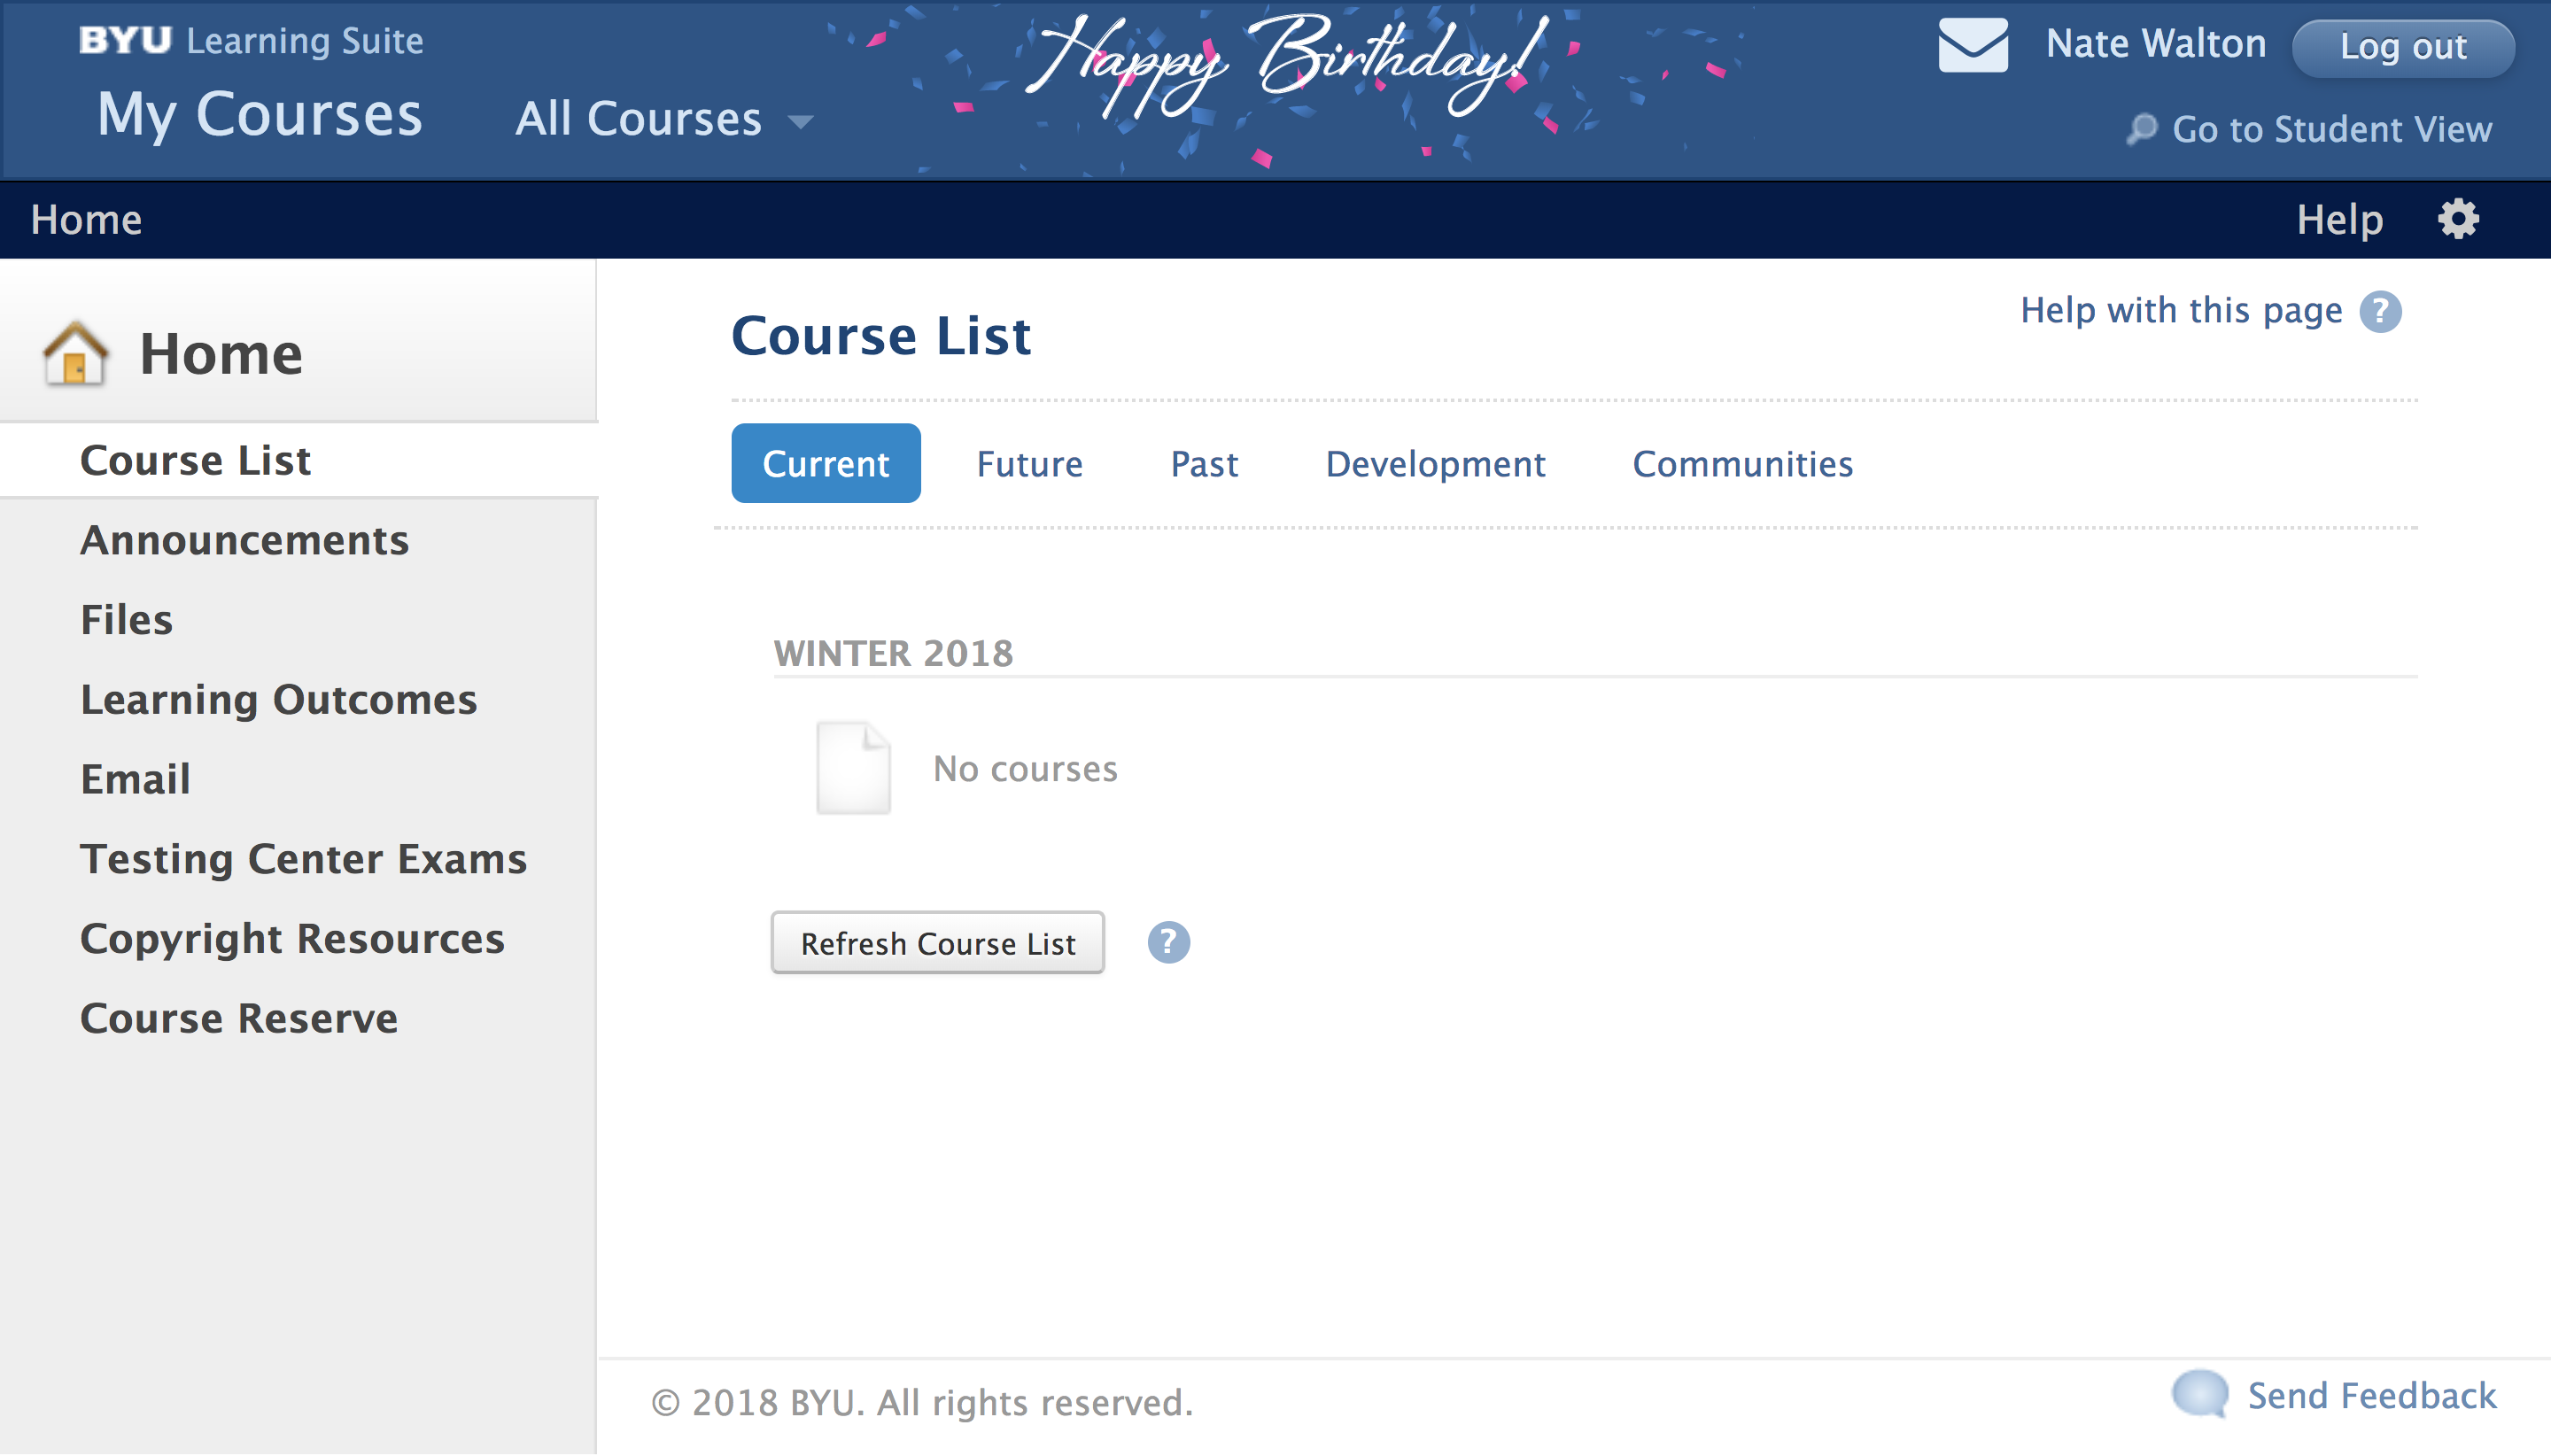 BYU Learning Suite
My Courses
All Courses
Happy Birthday!
Nate Walton
Log out
Go to Student View
Home
Help
Home
Course List
Announcements
Files
Learning Outcomes
Email
Testing Center Exams
Copyright Resources
Course Reserve
Course List
Help with this page ?
Current Future Past Development Communities
WINTER 2018
No courses
Refresh Course List ?
© 2018 BYU. All rights reserved.
Send Feedback